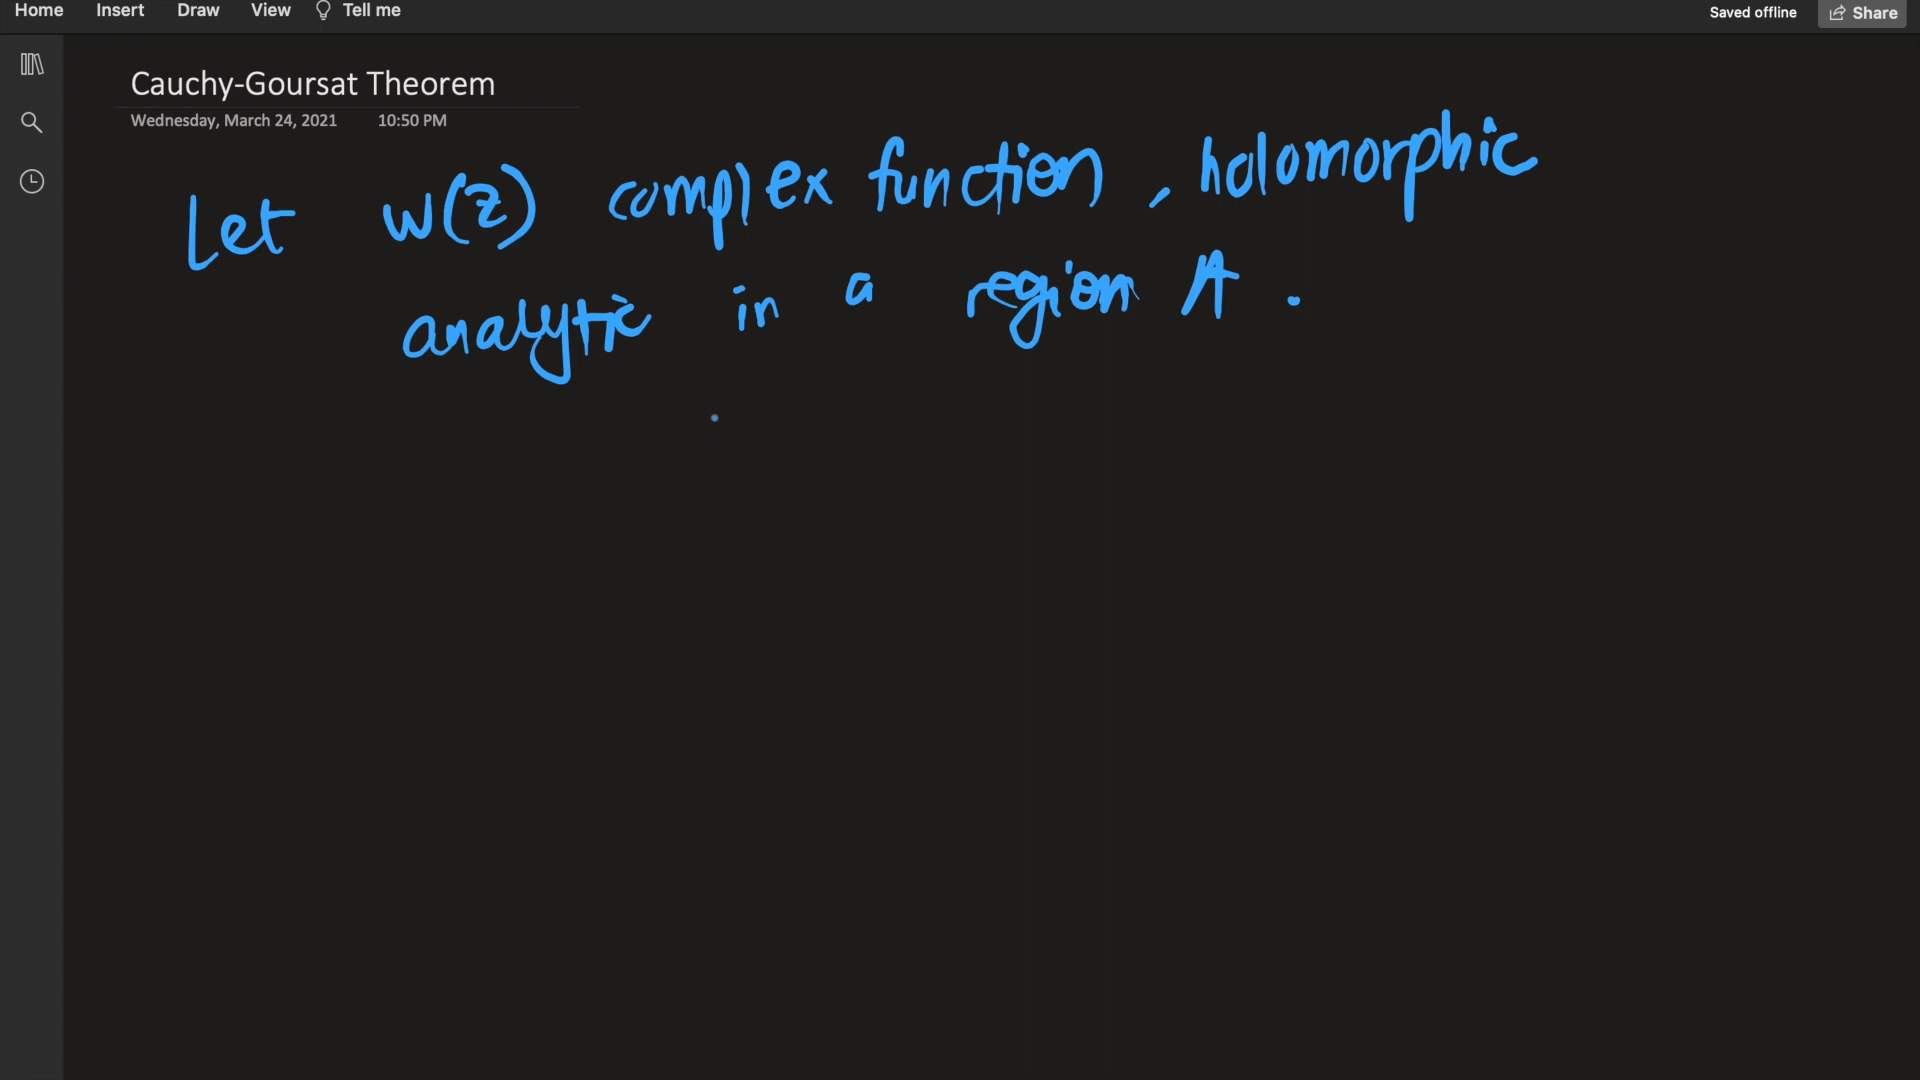 Home Insert Draw View Tell me Saved offline Share
Cauchy-Goursat Theorem
Wednesday, March 24, 2021 10:50 PM
Let w(z) complex function, holomorphic
analytic in a region A.